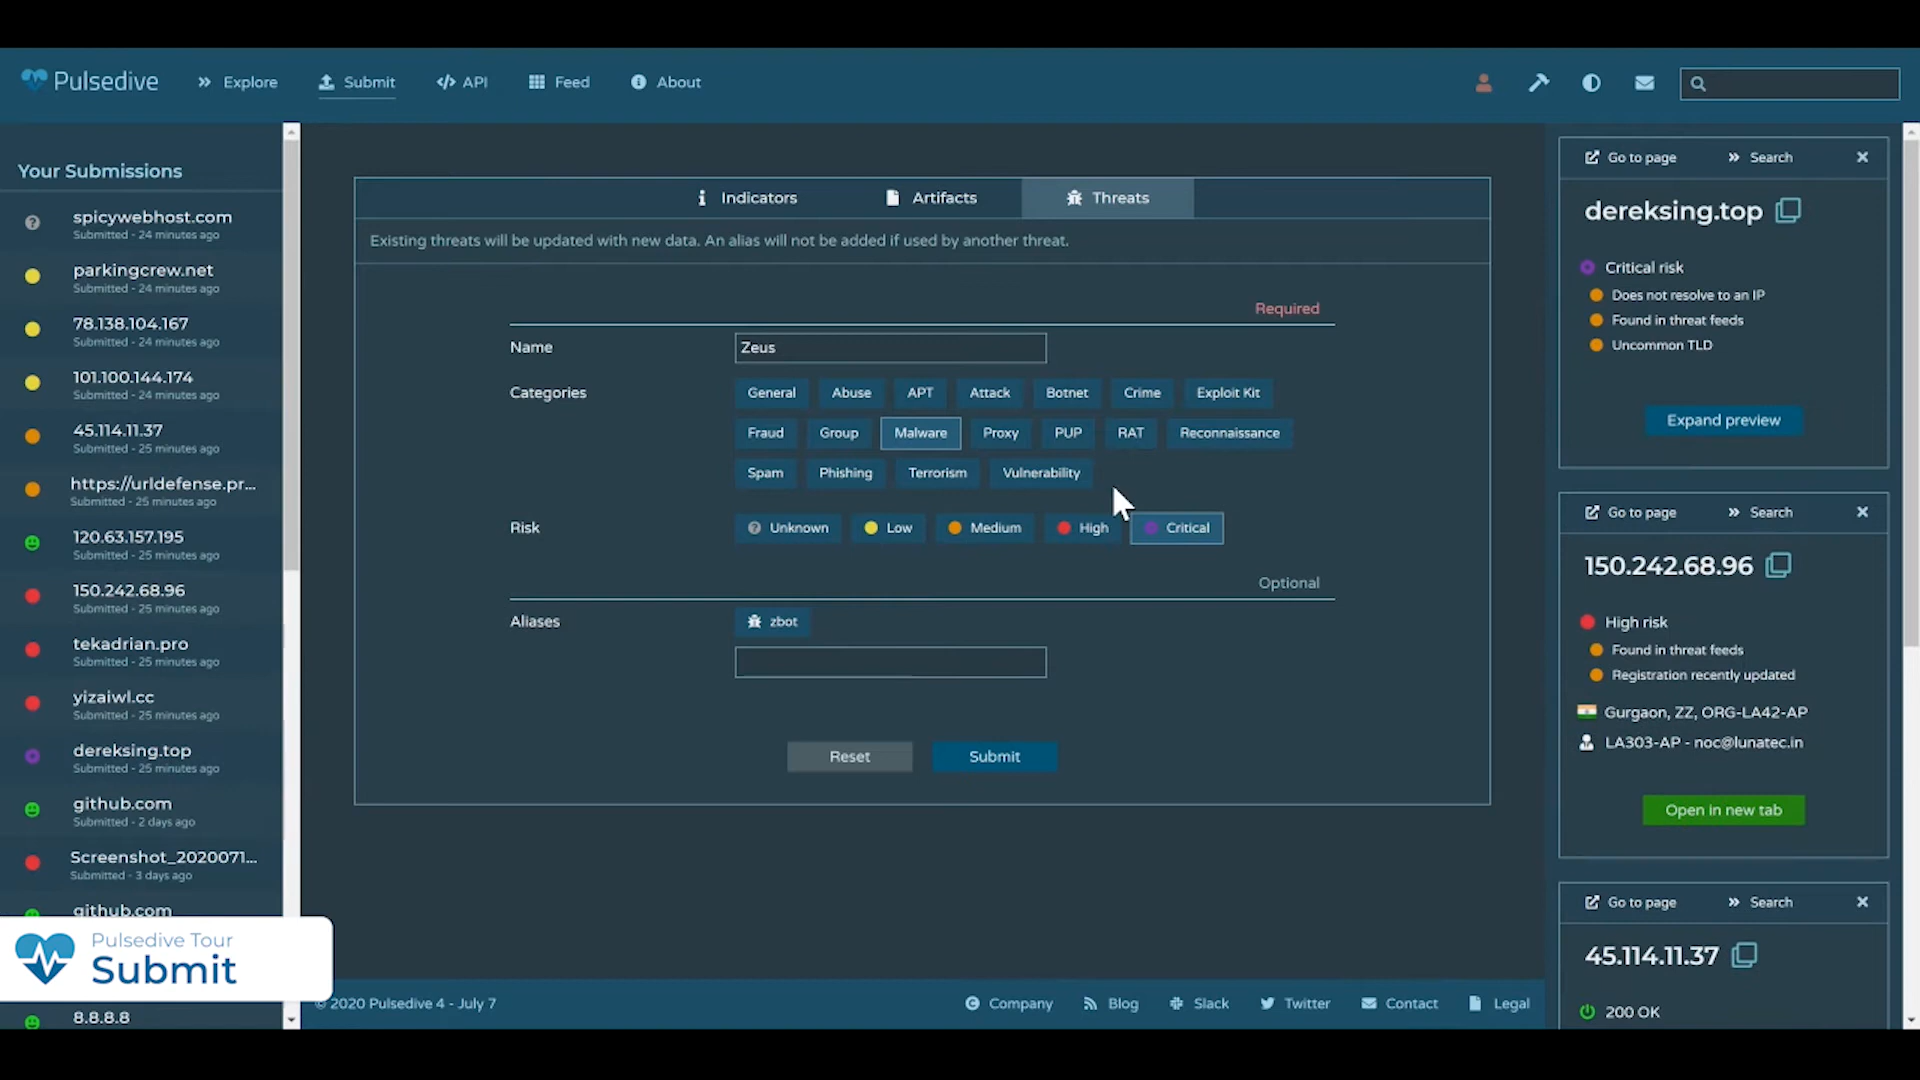 Pulsedive
Explore
Submit
API
Feed
About
Your Submissions
spicywebhost.com
Submitted - 24 minutes ago
parkingcrew.net
Submitted - 24 minutes ago
78.138.104.167
Submitted - 24 minutes ago
101.100.144.174
Submitted - 24 minutes ago
45.114.11.37
Submitted - 25 minutes ago
https://urldefense.pr...
Submitted - 25 minutes ago
120.63.157.195
Submitted - 25 minutes ago
150.242.68.96
Submitted - 25 minutes ago
tekadrian.pro
Submitted - 25 minutes ago
yizaiwl.cc
Submitted - 25 minutes ago
dereksing.top
Submitted - 25 minutes ago
github.com
Submitted - 2 days ago
Screenshot_2020071...
Submitted - 3 days ago
github.com
Pulsedive Tour
Submit
8.8.8.8
Indicators
Artifacts
Threats
Existing threats will be updated with new data. An alias will not be added if used by another threat.
Required
Name
Zeus
Categories
General Abuse APT Attack Botnet Crime Exploit Kit
Fraud Group Malware Proxy PUP RAT Reconnaissance
Spam Phishing Terrorism Vulnerability
Risk
Unknown Low Medium High Critical
Optional
Aliases
zbot
Reset
Submit
Go to page
Search
dereksing.top
Critical risk
Does not resolve to an IP
Found in threat feeds
Uncommon TLD
Expand preview
Go to page
Search
150.242.68.96
High risk
Found in threat feeds
Registration recently updated
Gurgaon, ZZ, ORG-LA42-AP
LA303-AP - noc@lunatec.in
Open in new tab
Go to page
Search
45.114.11.37
200 OK
© 2020 Pulsedive 4 - July 7
Company
Blog
Slack
Twitter
Contact
Legal